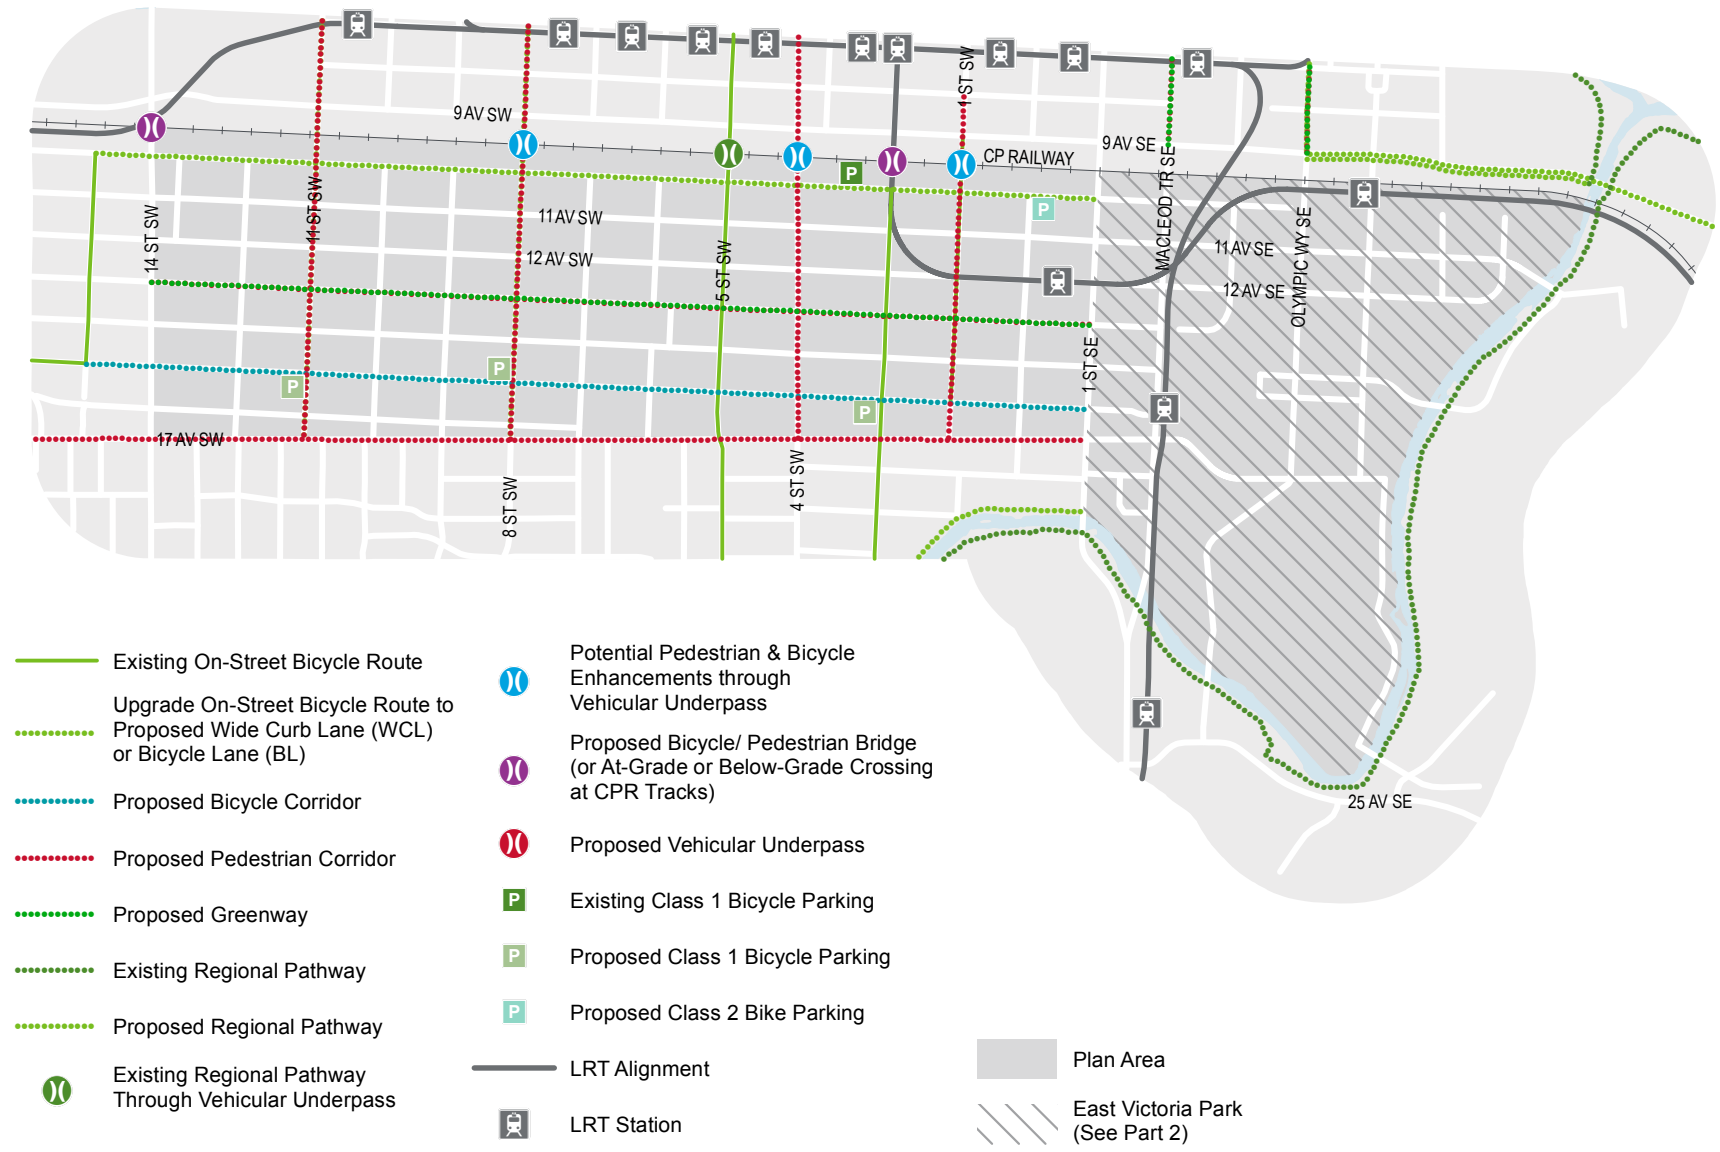 1 ST SW
9 AV SW
9 AV SE
CP RAILWAY
P
P
14 ST SW
11 ST SW
11 AV SW
12 AV SW
5 ST SW
MACLEOD TR SE
11 AV SE
OLYMPIC WY SE
12 AV SE
1 ST SE
P
P
P
17 AV SW
8 ST SW
4 ST SW
25 AV SE
Existing On-Street Bicycle Route
Upgrade On-Street Bicycle Route to
Proposed Wide Curb Lane (WCL)
or Bicycle Lane (BL)
Proposed Bicycle Corridor
Proposed Pedestrian Corridor
Proposed Greenway
Existing Regional Pathway
Proposed Regional Pathway
Existing Regional Pathway
Through Vehicular Underpass
Potential Pedestrian & Bicycle
Enhancements through
Vehicular Underpass
Proposed Bicycle/ Pedestrian Bridge
(or At-Grade or Below-Grade Crossing
at CPR Tracks)
Proposed Vehicular Underpass
P Existing Class 1 Bicycle Parking
P Proposed Class 1 Bicycle Parking
P Proposed Class 2 Bike Parking
LRT Alignment
LRT Station
Plan Area
East Victoria Park
(See Part 2)